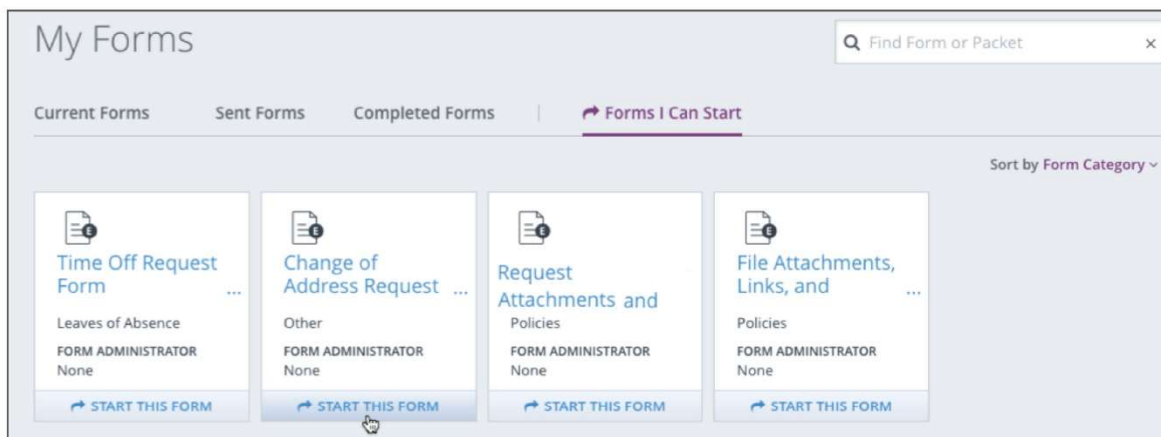 My Forms
Find Form or Packet ×
Current Forms Sent Forms Completed Forms | Forms I Can Start
Sort by Form Category
E
Time Off Request
Form ...
Leaves of Absence
FORM ADMINISTRATOR
None
START THIS FORM
E
Change of
Address Request ...
Other
FORM ADMINISTRATOR
None
START THIS FORM
E
Request
Attachments and
Policies
FORM ADMINISTRATOR
None
START THIS FORM
E
File Attachments,
Links, and ...
Policies
FORM ADMINISTRATOR
None
START THIS FORM